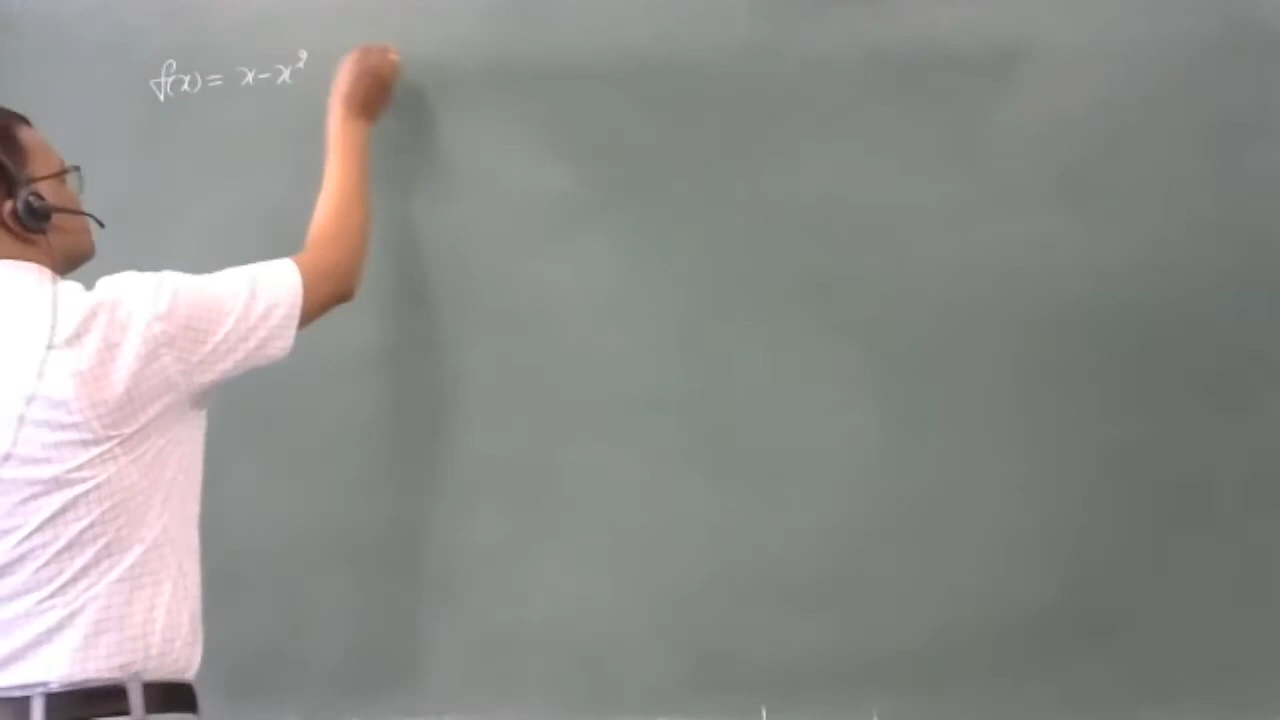 f(x) = x - x²